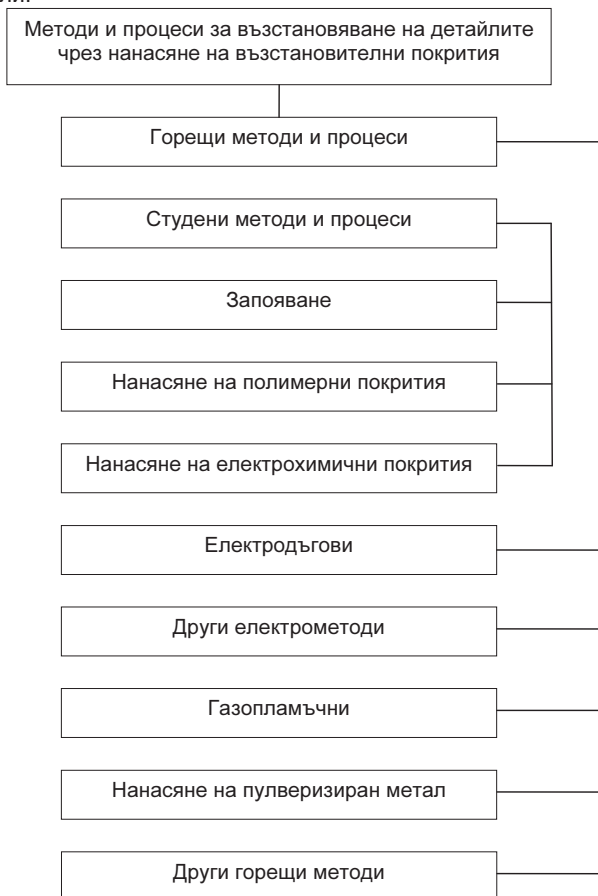 Методи и процеси за възстановяване на детайлите
чрез нанасяне на възстановителни покрития
Горещи методи и процеси
Студени методи и процеси
Запояване
Нанасяне на полимерни покрития
Нанасяне на електрохимични покрития
Електродъгови
Други електрометоди
Газопламъчни
Нанасяне на пулверизиран метал
Други горещи методи